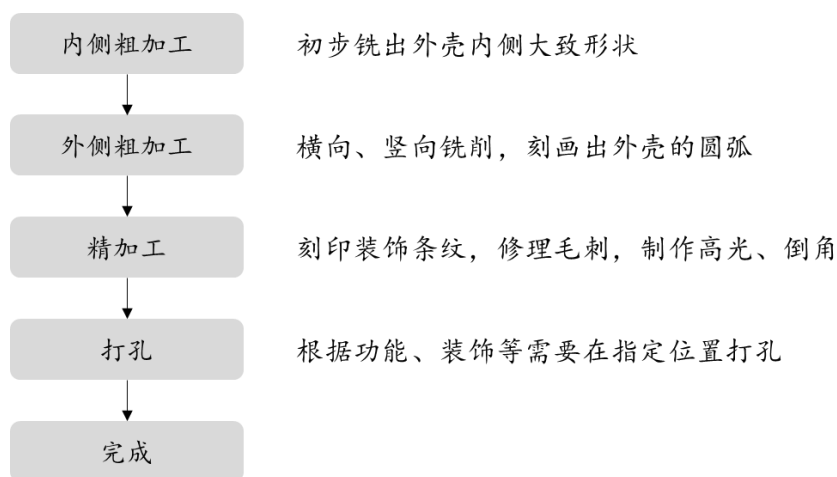 内侧粗加工
初步铣出外壳内侧大致形状
外侧粗加工
横向、竖向铣削，刻画出外壳的圆弧
精加工
刻印装饰条纹，修理毛刺，制作高光、倒角
打孔
根据功能、装饰等需要在指定位置打孔
完成